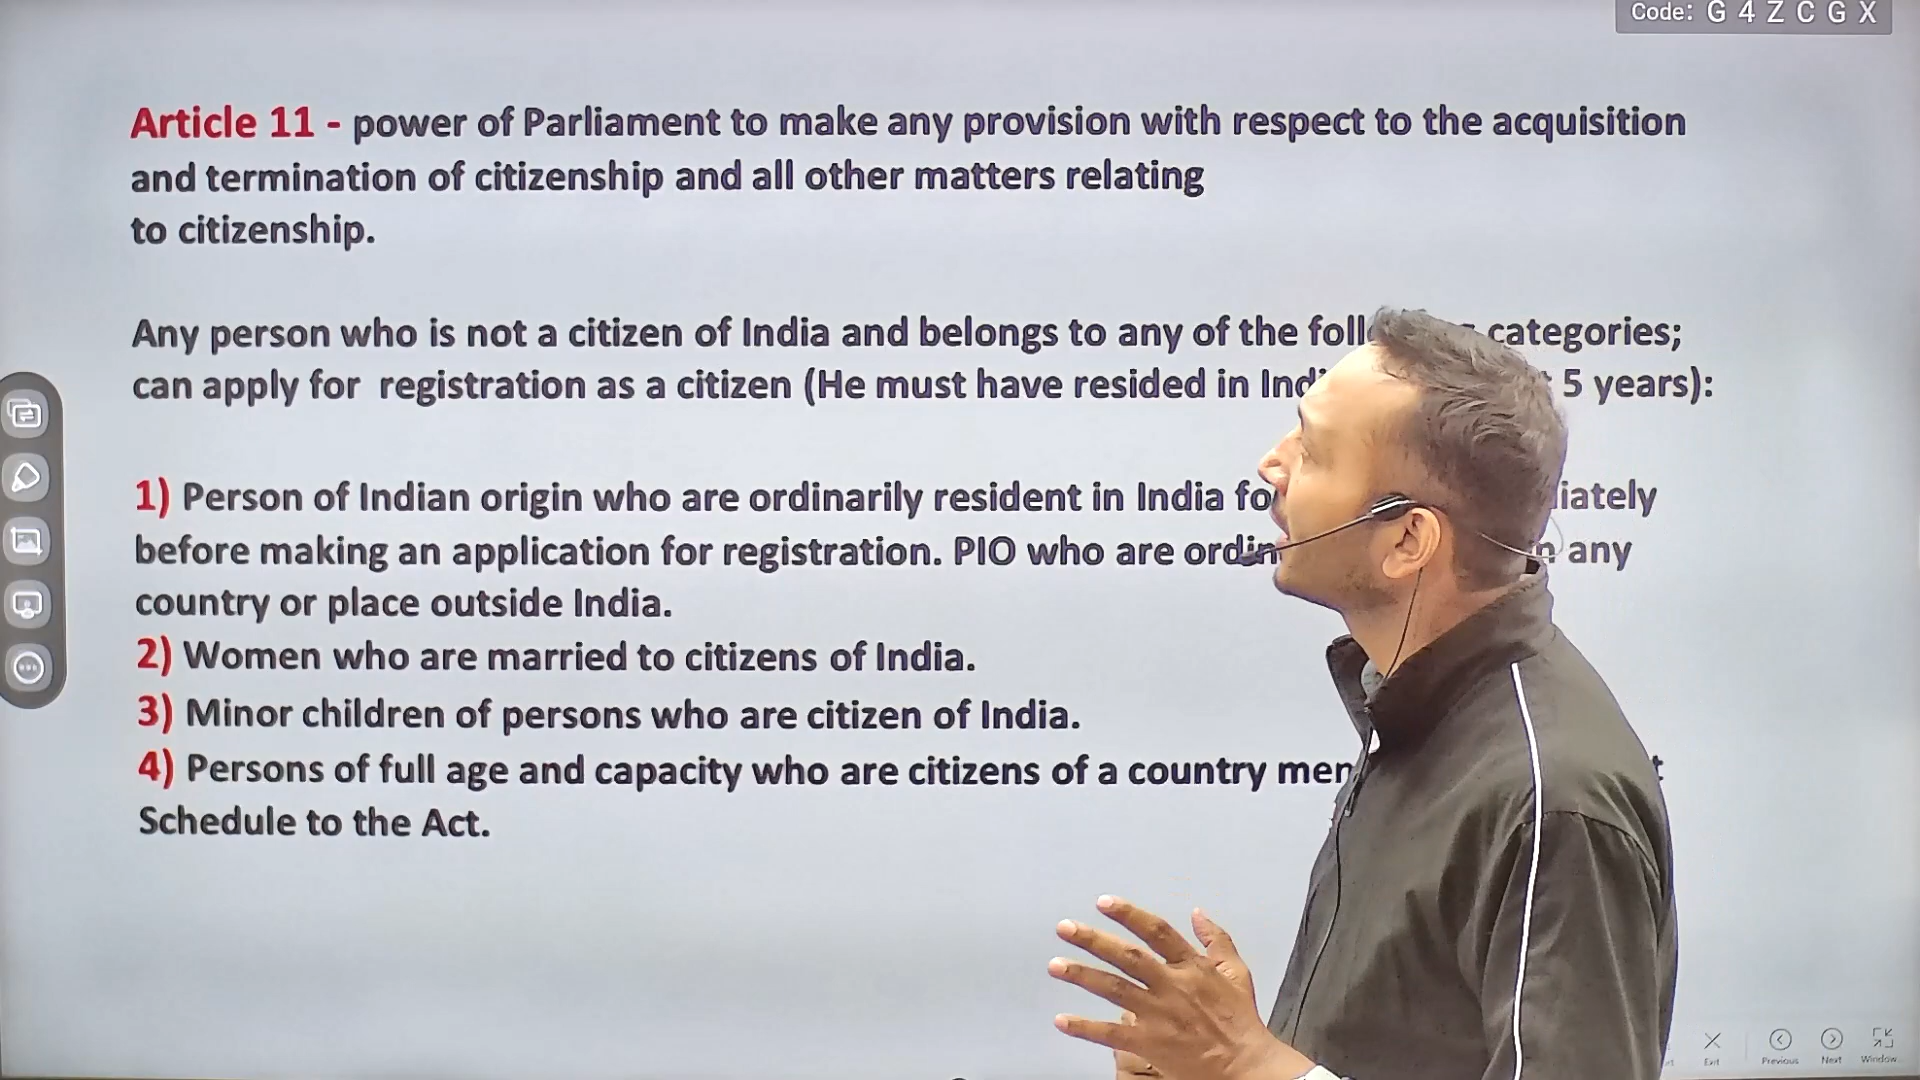 Code: G 4 Z C G X
Article 11 - power of Parliament to make any provision with respect to the acquisition
and termination of citizenship and all other matters relating
to citizenship.
Any person who is not a citizen of India and belongs to any of the categories;
can apply for registration as a citizen (He must have resided in 5 years):
1) Person of Indian origin who are ordinarily resident in India
before making an application for registration. PIO who are any
country or place outside India.
2) Women who are married to citizens of India.
3) Minor children of persons who are citizen of India.
4) Persons of full age and capacity who are citizens of a country
Schedule to the Act.
Exit Previous Next Window